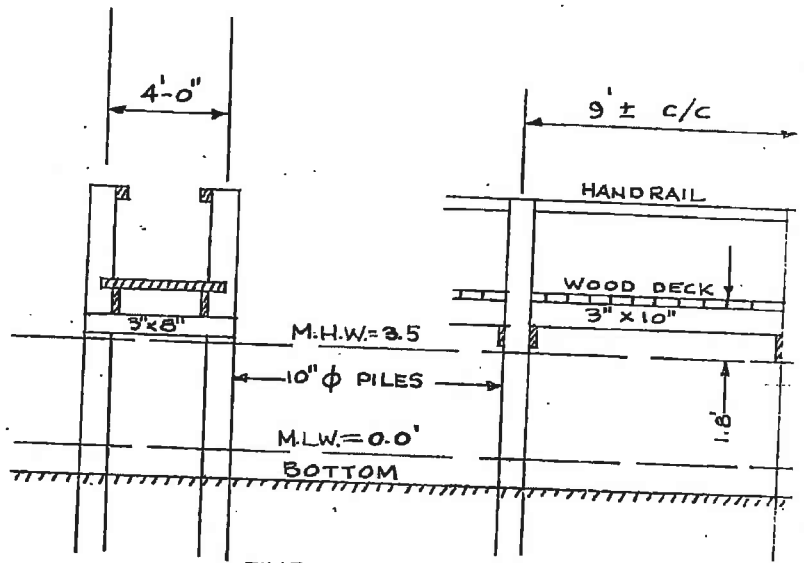 4'-0"
9' ± C/C
HANDRAIL
WOOD DECK
3" x 10"
3"x8"
M.H.W.=3.5
10" ϕ PILES
1.8'
M.L.W.=0.0'
BOTTOM